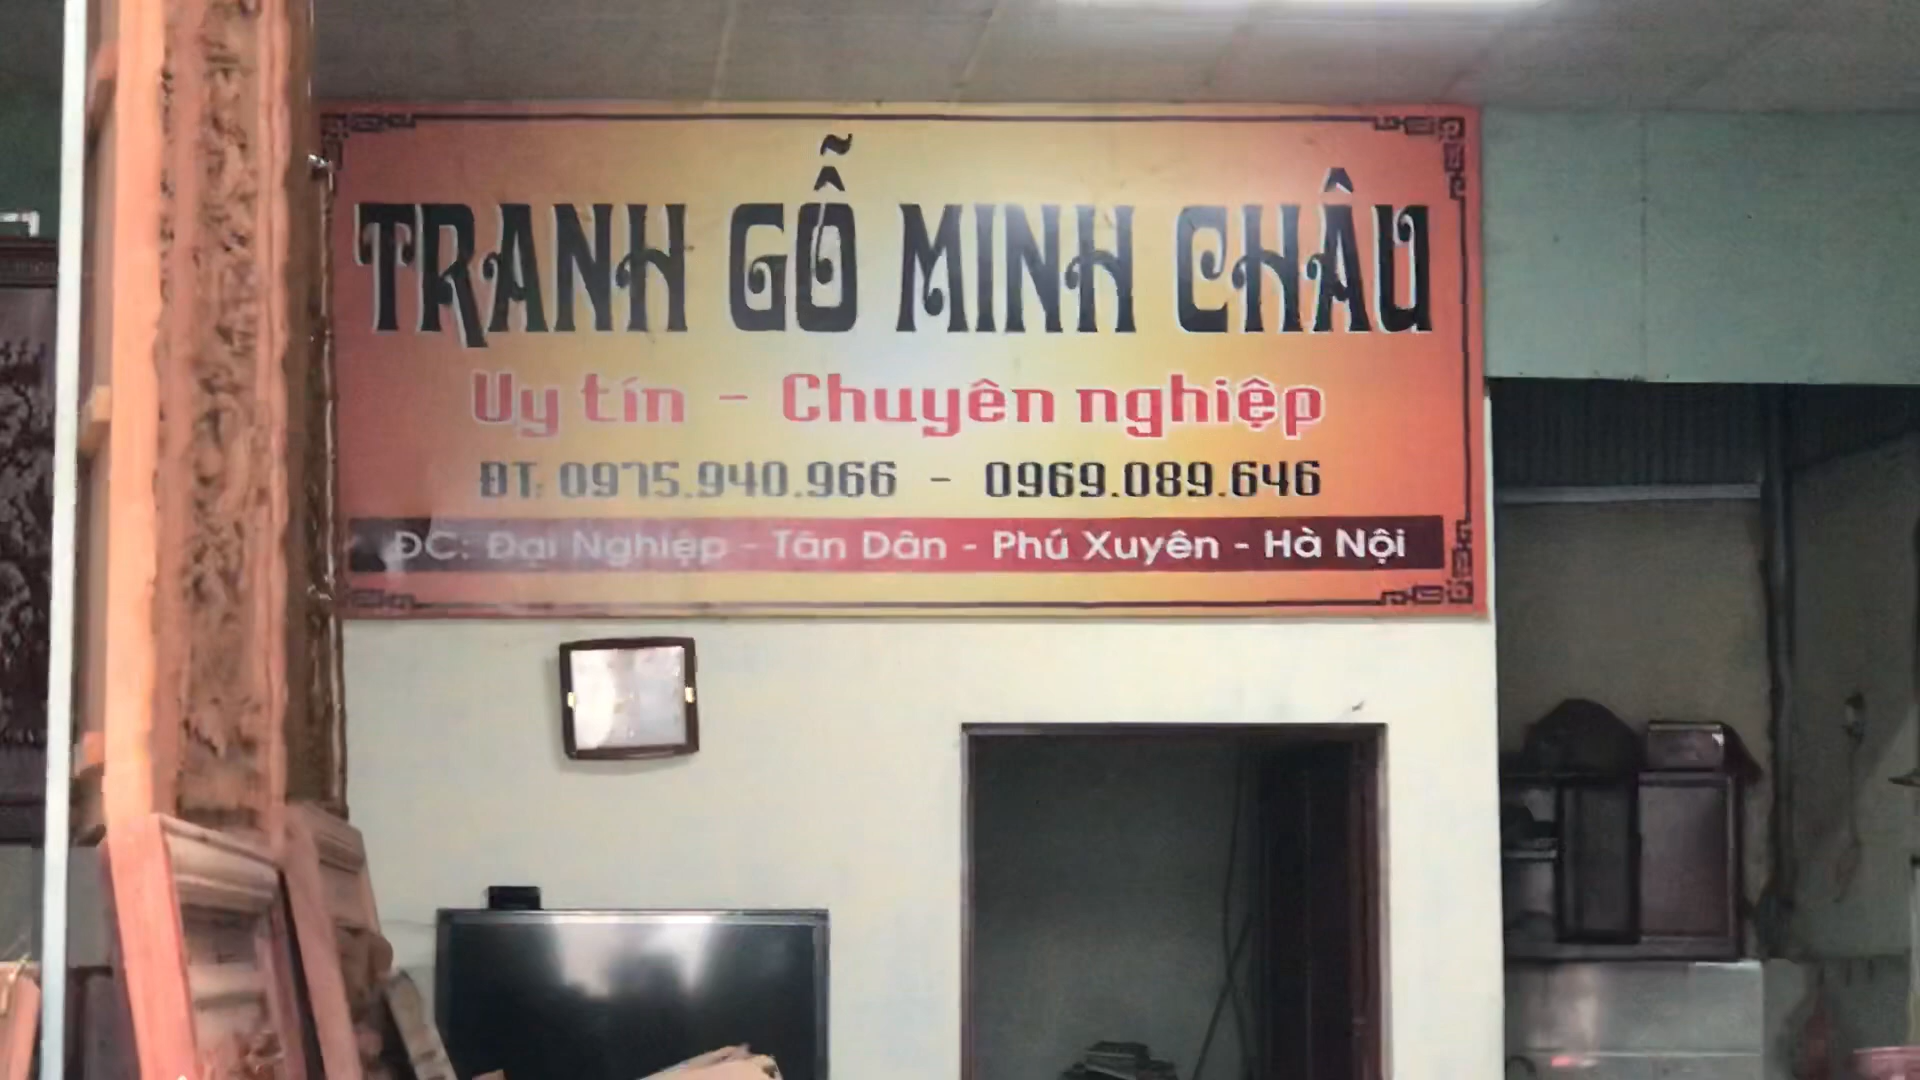 TRANH GỖ MINH CHÂU
Uy tín - Chuyên nghiệp
ĐT: 0975.940.966 - 0969.089.646
ĐC: Đại Nghiệp - Tân Dân - Phú Xuyên - Hà Nội